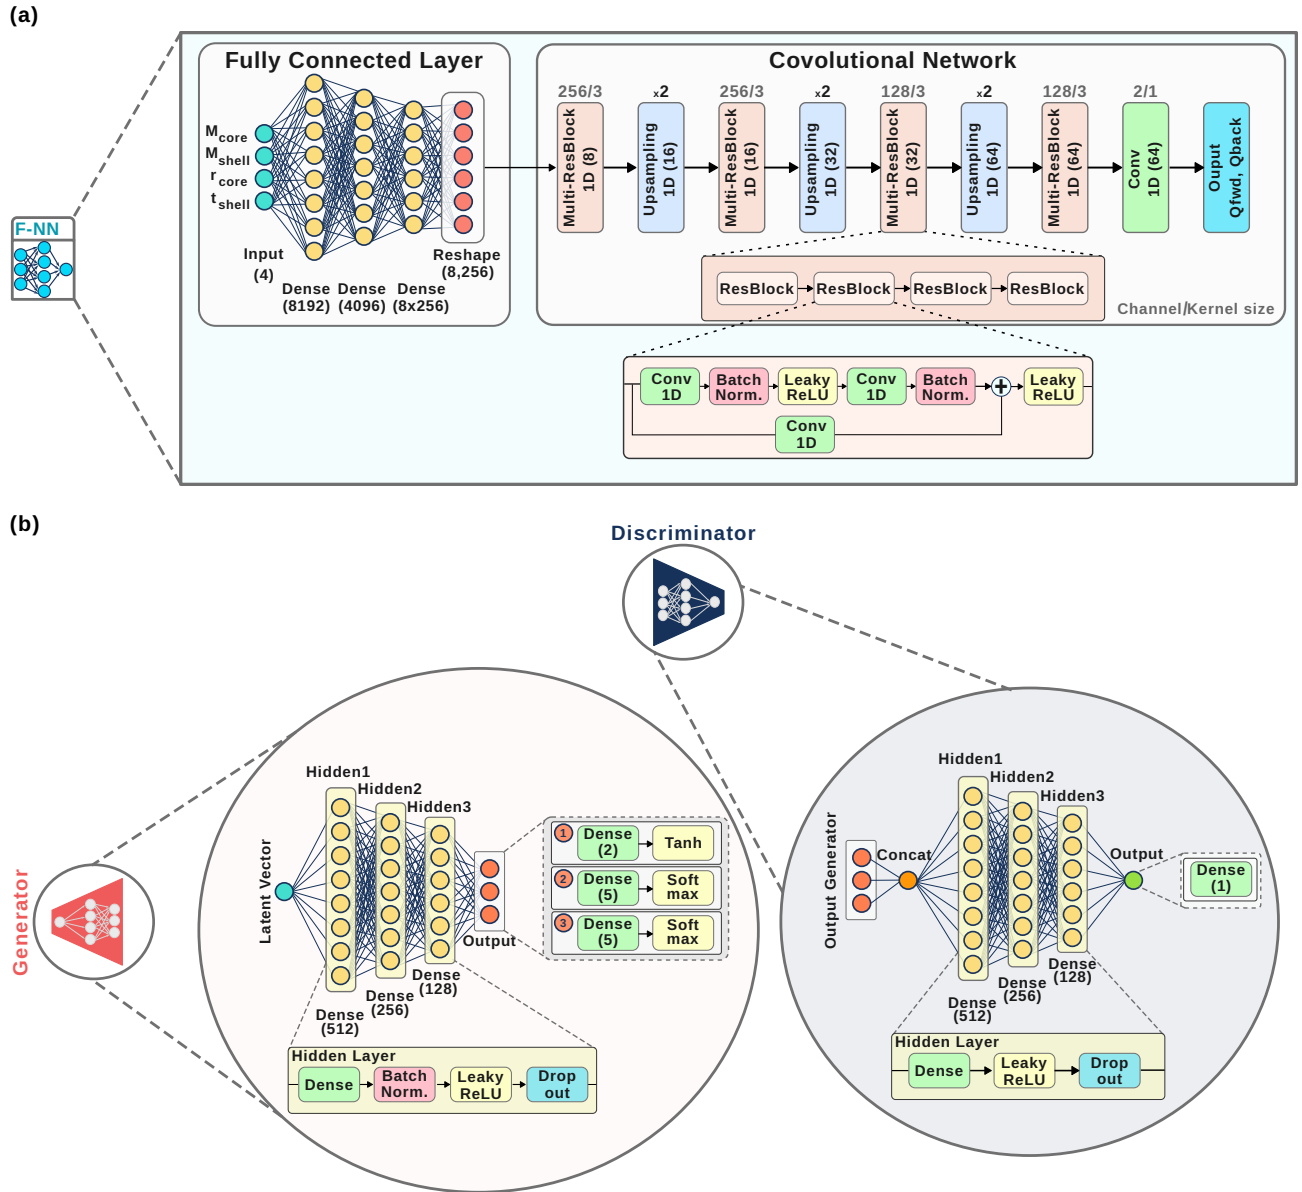 (a)
Fully Connected Layer
Covolutional Network
256/3
x2
256/3
x2
128/3
x2
128/3
2/1
Multi-ResBlock
1D (8)
Upsampling
1D (16)
Multi-ResBlock
1D (16)
Upsampling
1D (32)
Multi-ResBlock
1D (32)
Upsampling
1D (64)
Multi-ResBlock
1D (64)
Conv
1D (64)
Ouput
Qfwd, Qback
M core
M shell
r core
t shell
F-NN
Input
(4)
Dense
(8192)
Dense
(4096)
Dense
(8x256)
Reshape
(8,256)
ResBlock
ResBlock
ResBlock
ResBlock
Channel/Kernel size
Conv
1D
Batch
Norm.
Leaky
ReLU
Conv
1D
Batch
Norm.
+
Leaky
ReLU
Conv
1D
(b)
Discriminator
Generator
Hidden1
Hidden2
Hidden3
Latent Vector
Output
1
Dense
(2)
Tanh
2
Dense
(5)
Soft
max
3
Dense
(5)
Soft
max
Dense
(128)
Dense
(256)
Dense
(512)
Hidden Layer
Dense
Batch
Norm.
Leaky
ReLU
Drop
out
Hidden1
Hidden2
Hidden3
Output Generator
Concat
Output
Dense
(1)
Dense
(128)
Dense
(256)
Dense
(512)
Hidden Layer
Dense
Leaky
ReLU
Drop
out